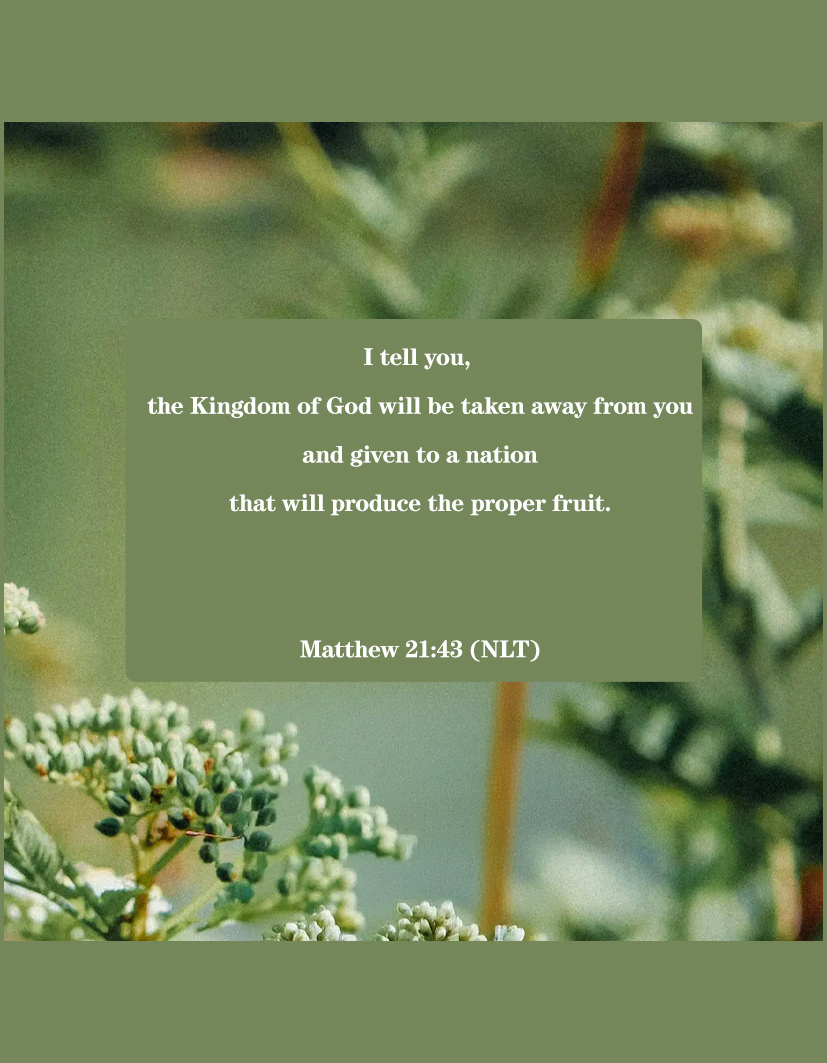 I tell you,
the Kingdom of God will be taken away from you
and given to a nation
that will produce the proper fruit.
Matthew 21:43 (NLT)